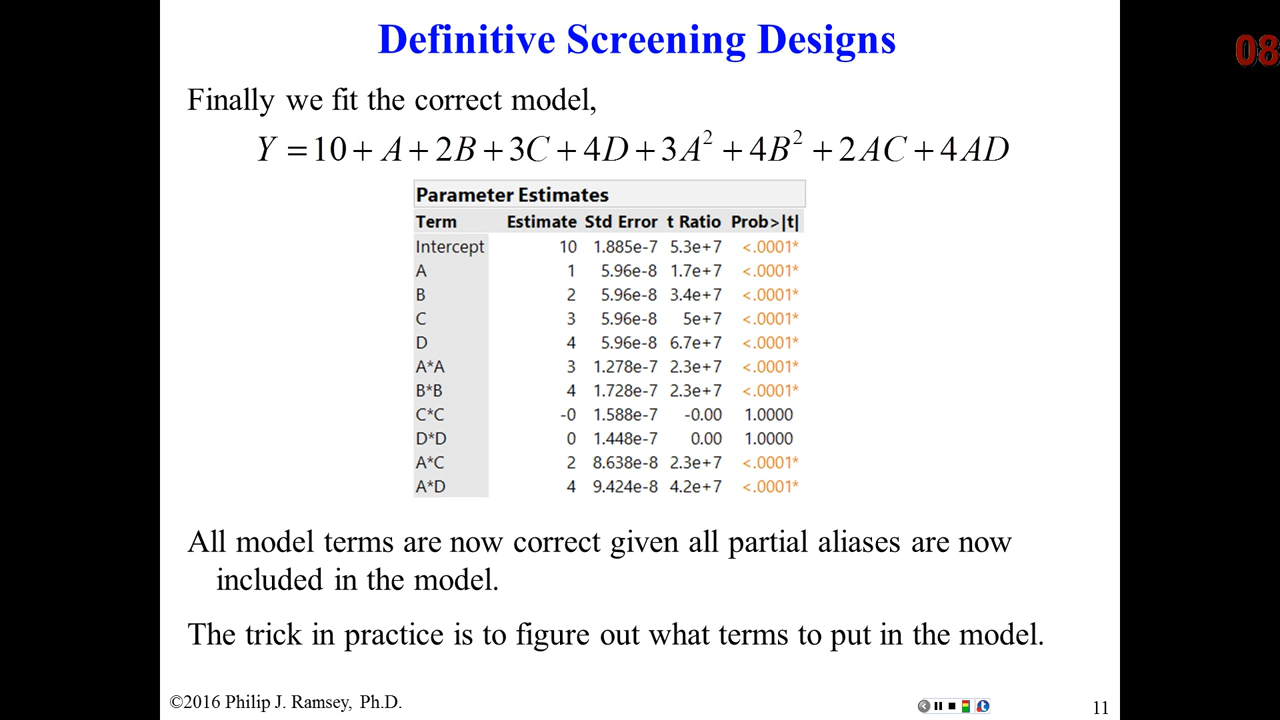 Definitive Screening Designs
08
Finally we fit the correct model,
Y = 10 + A + 2B + 3C + 4D + 3A² + 4B² + 2AC + 4AD
Parameter Estimates
Term Estimate Std Error t Ratio Prob>|t|
Intercept 10 1.885e-7 5.3e+7 <.0001*
A 1 5.96e-8 1.7e+7 <.0001*
B 2 5.96e-8 3.4e+7 <.0001*
C 3 5.96e-8 5e+7 <.0001*
D 4 5.96e-8 6.7e+7 <.0001*
A*A 3 1.278e-7 2.3e+7 <.0001*
B*B 4 1.728e-7 2.3e+7 <.0001*
C*C -0 1.588e-7 -0.00 1.0000
D*D 0 1.448e-7 0.00 1.0000
A*C 2 8.638e-8 2.3e+7 <.0001*
A*D 4 9.424e-8 4.2e+7 <.0001*
All model terms are now correct given all partial aliases are now
included in the model.
The trick in practice is to figure out what terms to put in the model.
©2016 Philip J. Ramsey, Ph.D.
11